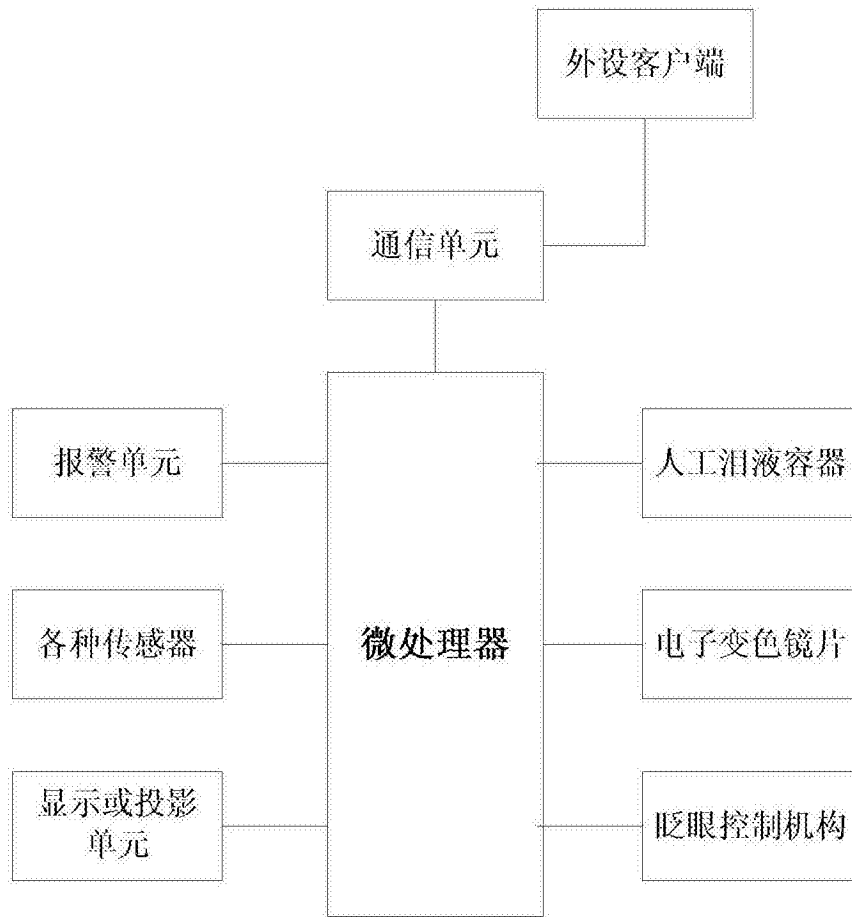 外设客户端
通信单元
报警单元
人工泪液容器
各种传感器
微处理器
电子变色镜片
显示或投影
单元
眨眼控制机构